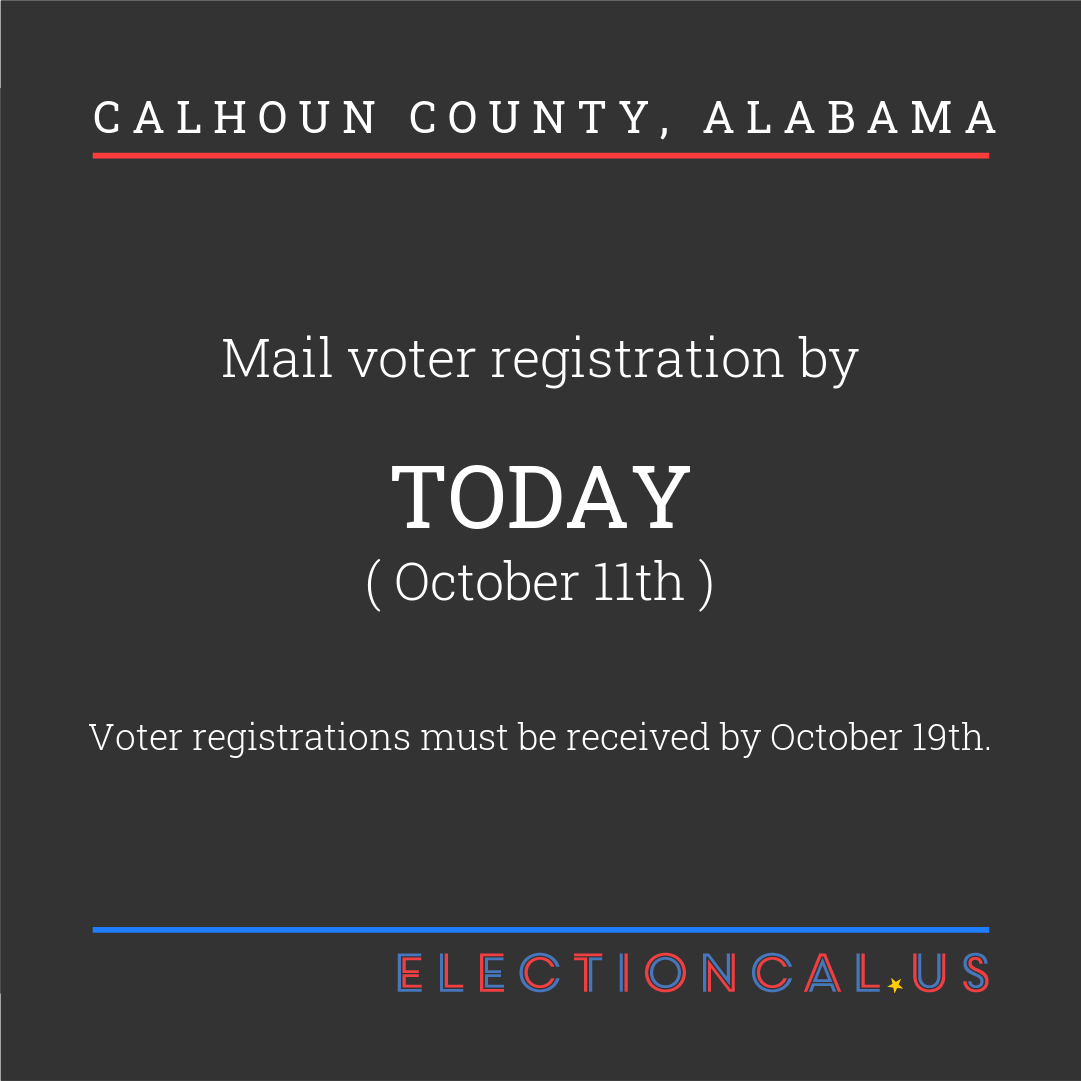 CALHOUN COUNTY, ALABAMA
Mail voter registration by
TODAY
( October 11th )
Voter registrations must be received by October 19th.
ELECTIONCAL.US